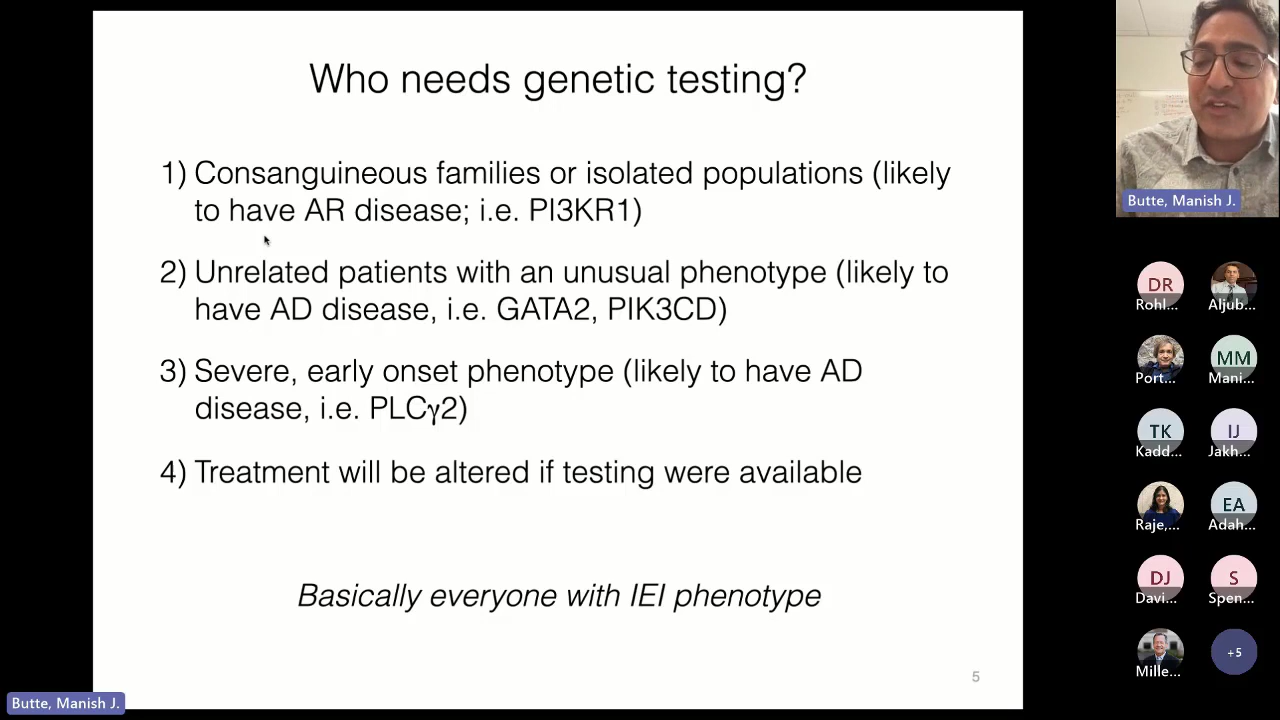 Who needs genetic testing?
1) Consanguineous families or isolated populations (likely
to have AR disease; i.e. PI3KR1)
2) Unrelated patients with an unusual phenotype (likely to
have AD disease, i.e. GATA2, PIK3CD)
3) Severe, early onset phenotype (likely to have AD
disease, i.e. PLCγ2)
4) Treatment will be altered if testing were available
Basically everyone with IEI phenotype
5
Butte, Manish J.
Butte, Manish J.
DR
Rohl...
Aljub...
Port...
MM
Mani...
TK
Kadd...
IJ
Jakh...
Raje,...
EA
Adah...
DJ
Davi...
S
Spen...
Mille...
+5